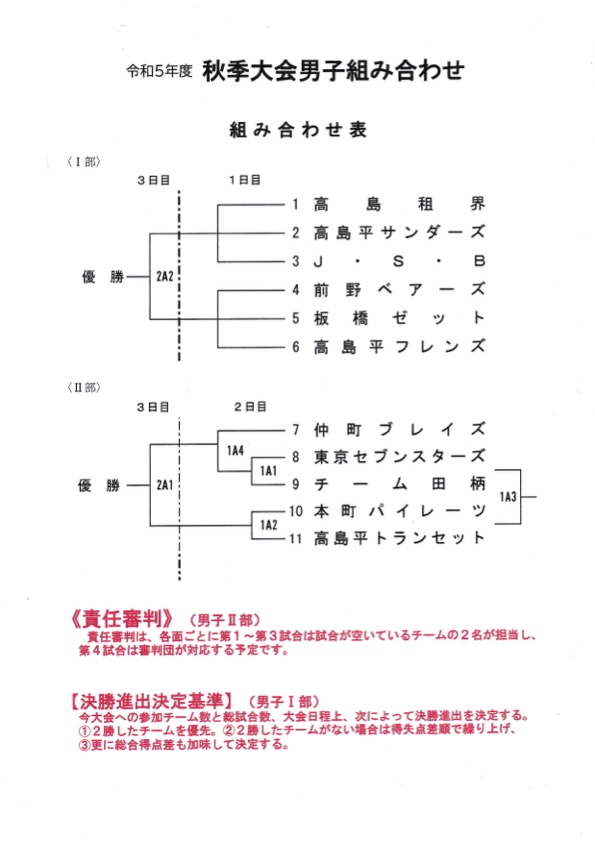 令和5年度 秋季大会男子組み合わせ
組み合わせ表
〈Ⅰ部〉
3日目 1日目
1 高島租界
2 高島平サンダーズ
3 J・S・B
優勝 2A2
4 前野ベアーズ
5 板橋ゼット
6 高島平フレンズ
〈Ⅱ部〉
3日目 2日目
7 仲町ブレイズ
1A4
8 東京セブンスターズ
1A1
9 チーム田柄
優勝 2A1
1A3
10 本町パイレーツ
1A2
11 高島平トランセット
《責任審判》（男子Ⅱ部）
責任審判は、各面ごとに第1～第3試合は試合が空いているチームの2名が担当し、
第4試合は審判団が対応する予定です。
【決勝進出決定基準】（男子Ⅰ部）
今大会への参加チーム数と総試合数、大会日程上、次によって決勝進出を決定する。
①2勝したチームを優先。②2勝したチームがない場合は得失点差順で繰り上げ、
③更に総合得点差も加味して決定する。